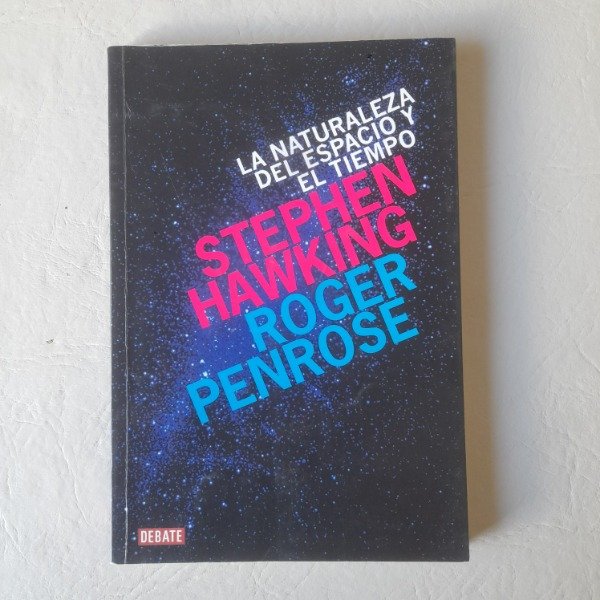 LA NATURALEZA
DEL ESPACIO Y
EL TIEMPO
STEPHEN
HAWKING
ROGER
PENROSE
DEBATE